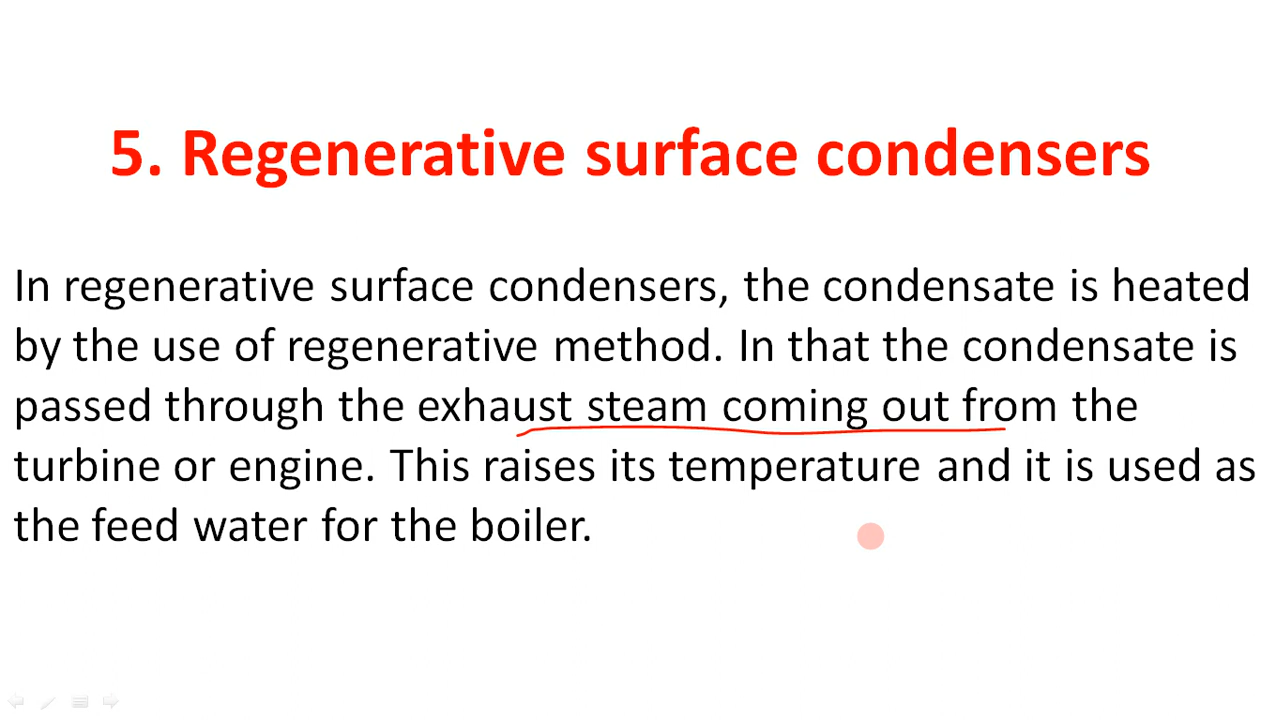 5. Regenerative surface condensers
In regenerative surface condensers, the condensate is heated
by the use of regenerative method. In that the condensate is
passed through the exhaust steam coming out from the
turbine or engine. This raises its temperature and it is used as
the feed water for the boiler.